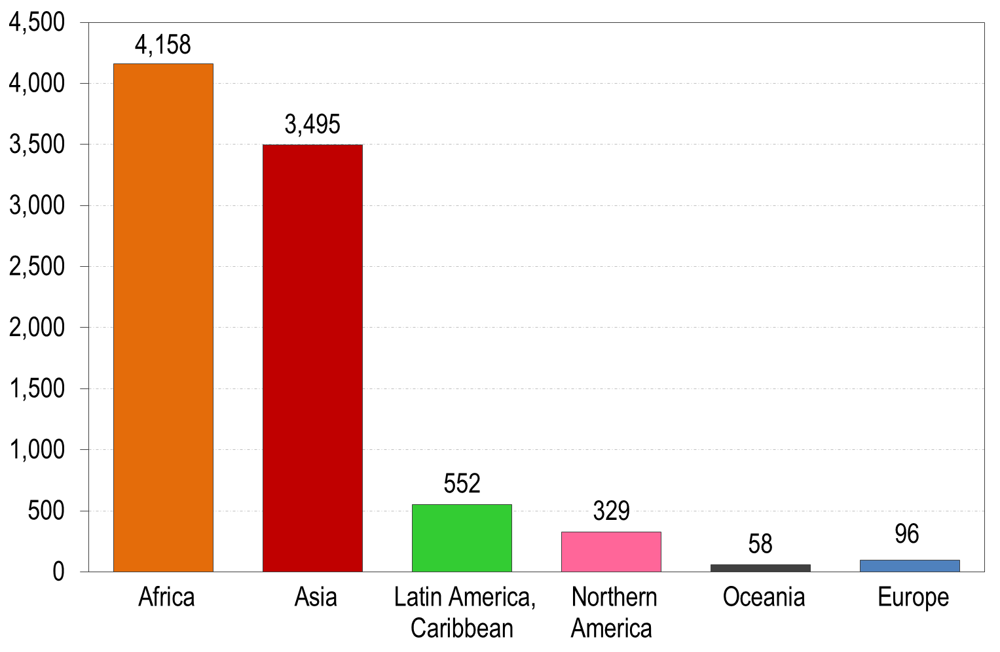 4,500
4,000
3,500
3,000
2,500
2,000
1,500
1,000
500
0
4,158
3,495
552
329
58
96
Africa
Asia
Latin America,
Caribbean
Northern
America
Oceania
Europe